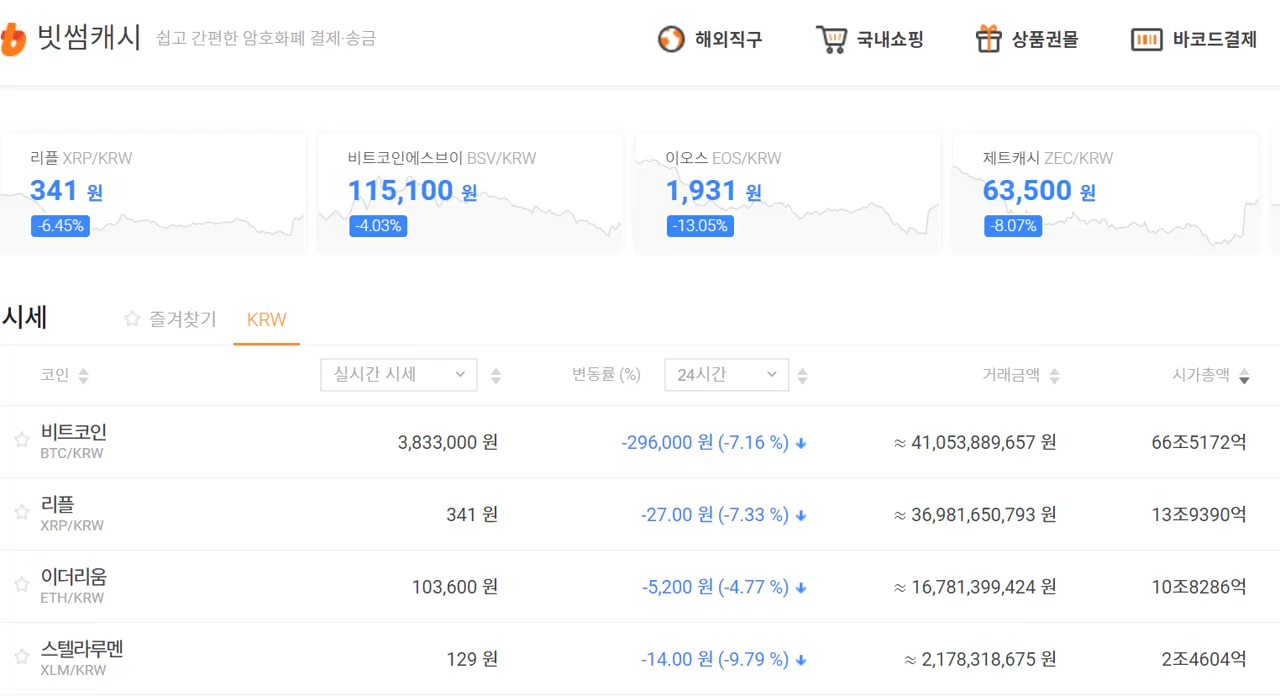 빗썸캐시 쉽고 간편한 암호화폐 결제·송금 해외직구 국내쇼핑 상품권몰 바코드결제
리플 XRP/KRW
341 원
-6.45%
비트코인에스브이 BSV/KRW
115,100 원
-4.03%
이오스 EOS/KRW
1,931 원
-13.05%
제트캐시 ZEC/KRW
63,500 원
-8.07%
시세 즐겨찾기 KRW
코인 실시간 시세 변동률 (%) 24시간 거래금액 시가총액
비트코인
BTC/KRW
3,833,000 원 -296,000 원 (-7.16 %) ≈ 41,053,889,657 원 66조5172억
리플
XRP/KRW
341 원 -27.00 원 (-7.33 %) ≈ 36,981,650,793 원 13조9390억
이더리움
ETH/KRW
103,600 원 -5,200 원 (-4.77 %) ≈ 16,781,399,424 원 10조8286억
스텔라루멘
XLM/KRW
129 원 -14.00 원 (-9.79 %) ≈ 2,178,318,675 원 2조4604억